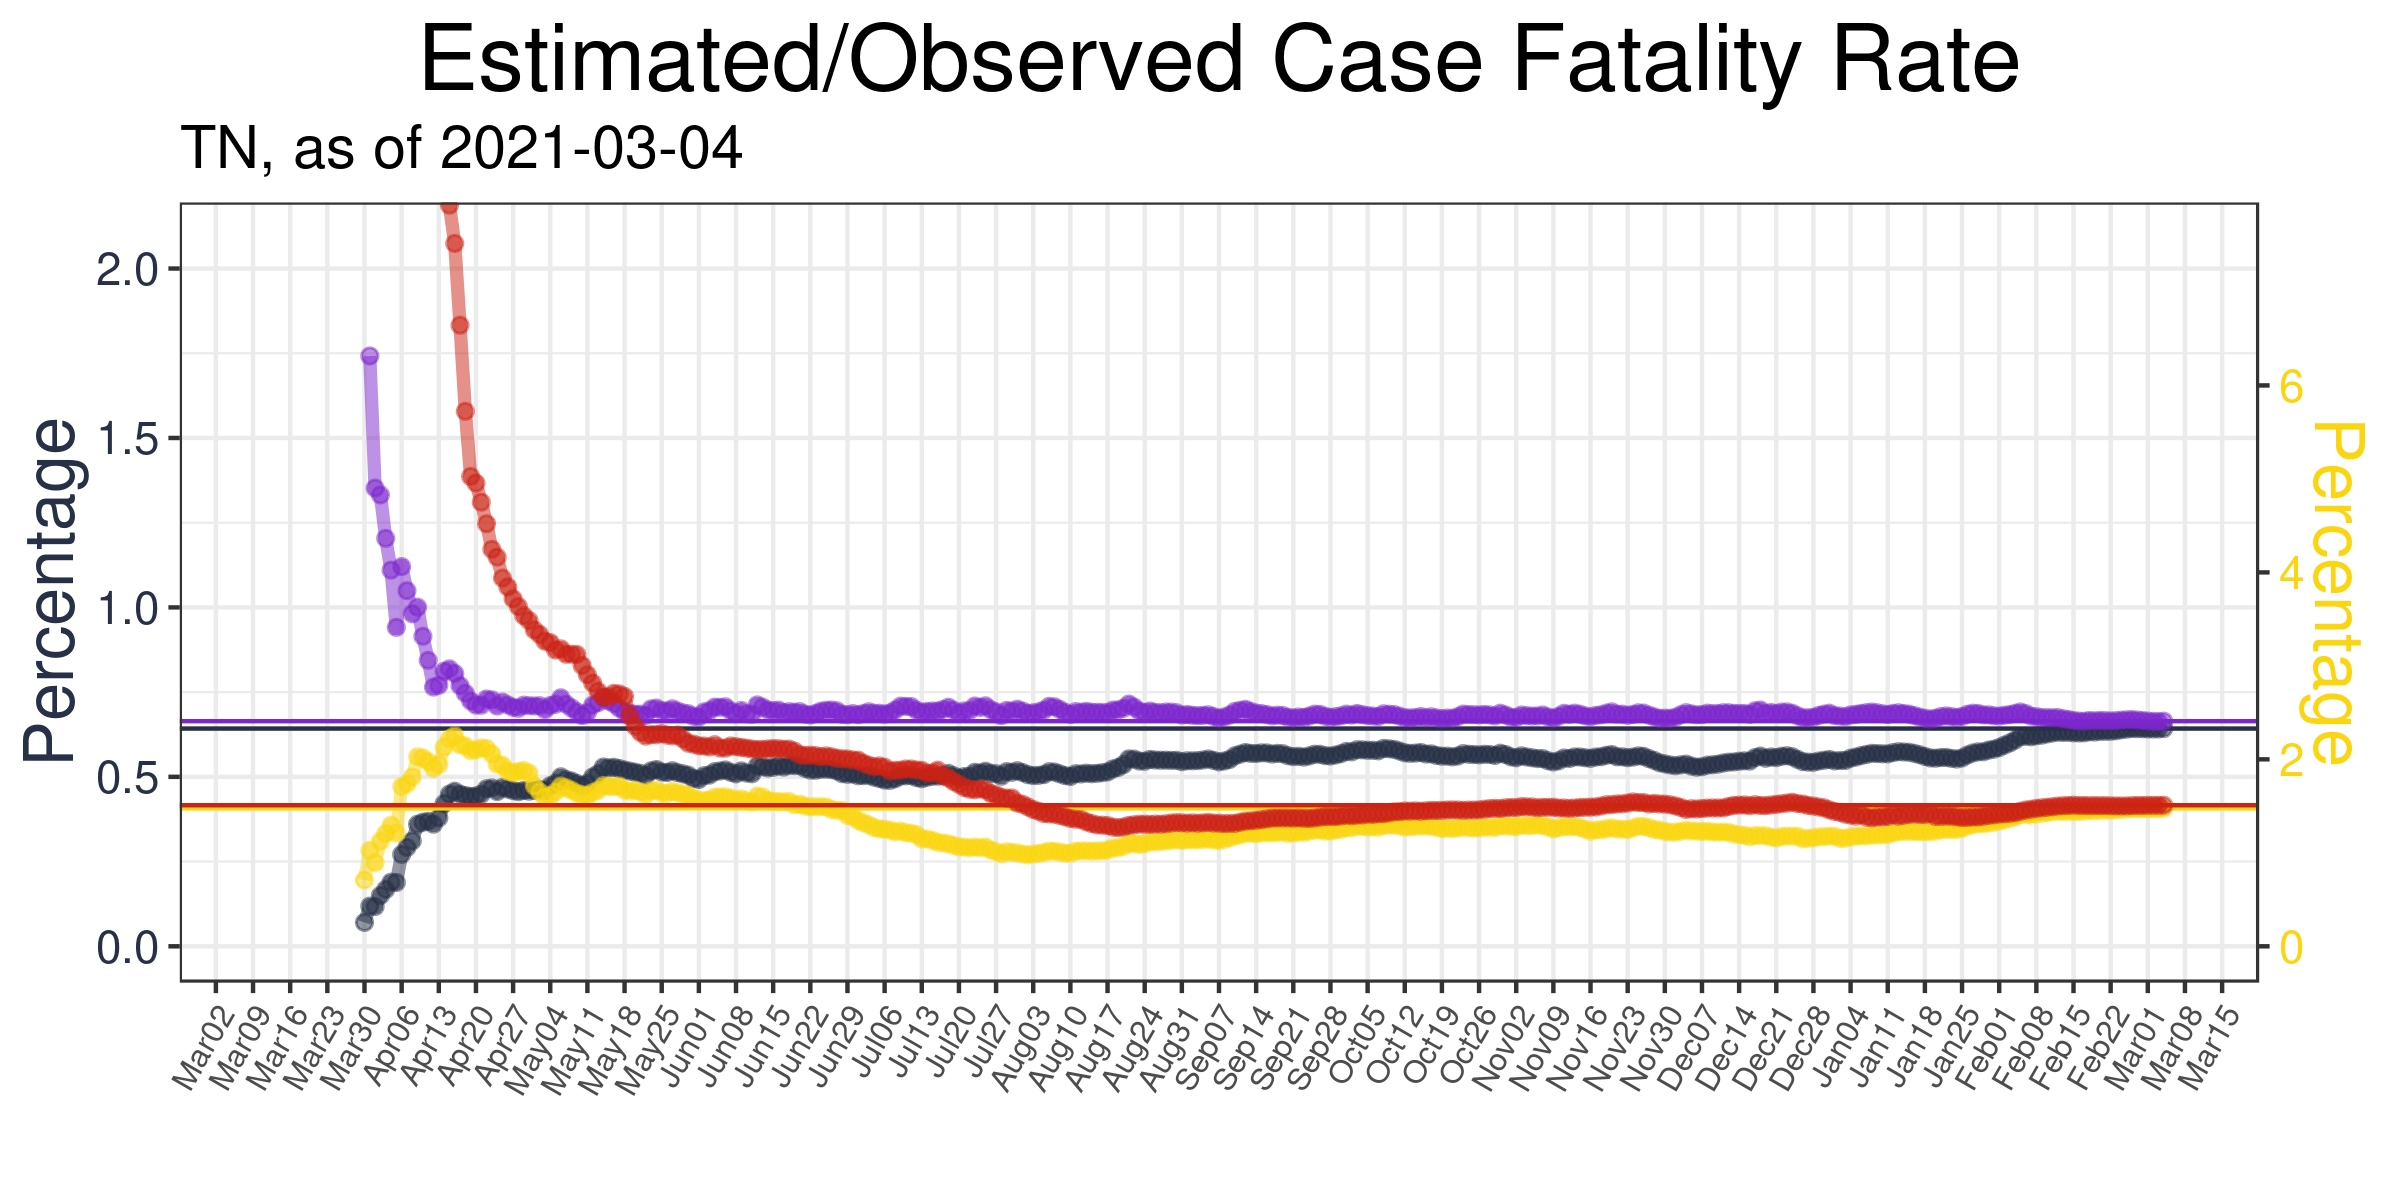 Estimated/Observed Case Fatality Rate
TN, as of 2021-03-04
Percentage
2.0
1.5
1.0
0.5
0.0
6
4
2
0
Percentage
Mar02
Mar09
Mar16
Mar23
Mar30
Apr06
Apr13
Apr20
Apr27
May04
May11
May18
May25
Jun01
Jun08
Jun15
Jun22
Jun29
Jul06
Jul13
Jul20
Jul27
Aug03
Aug10
Aug17
Aug24
Aug31
Sep07
Sep14
Sep21
Sep28
Oct05
Oct12
Oct19
Oct26
Nov02
Nov09
Nov16
Nov23
Nov30
Dec07
Dec14
Dec21
Dec28
Jan04
Jan11
Jan18
Jan25
Feb01
Feb08
Feb15
Feb22
Mar01
Mar08
Mar15